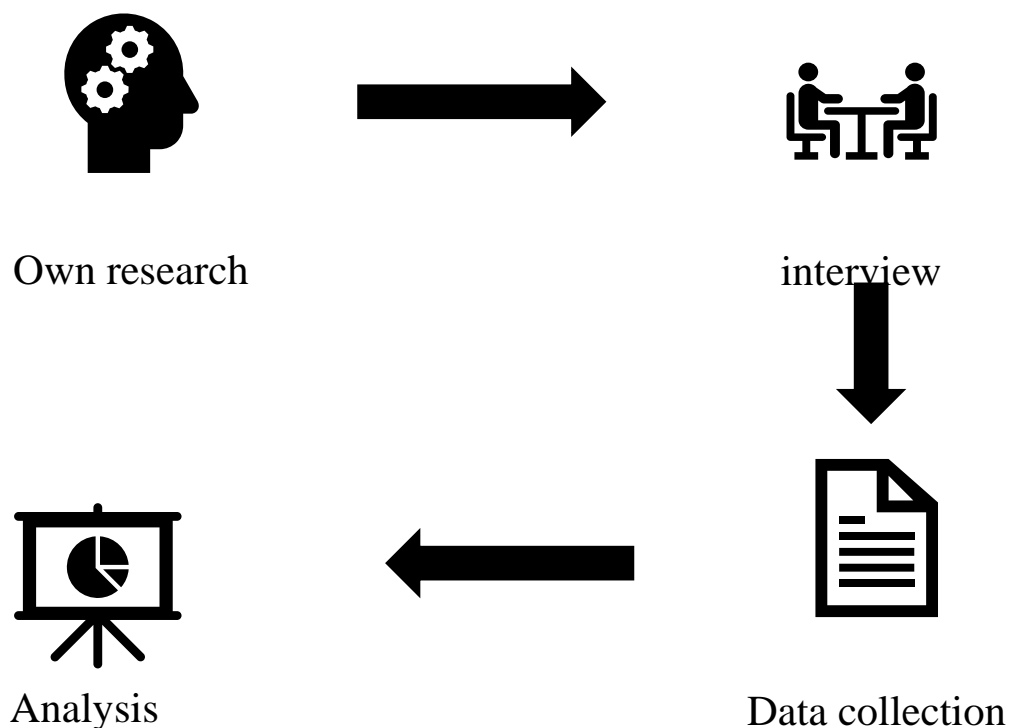 Own research
interview
Analysis
Data collection